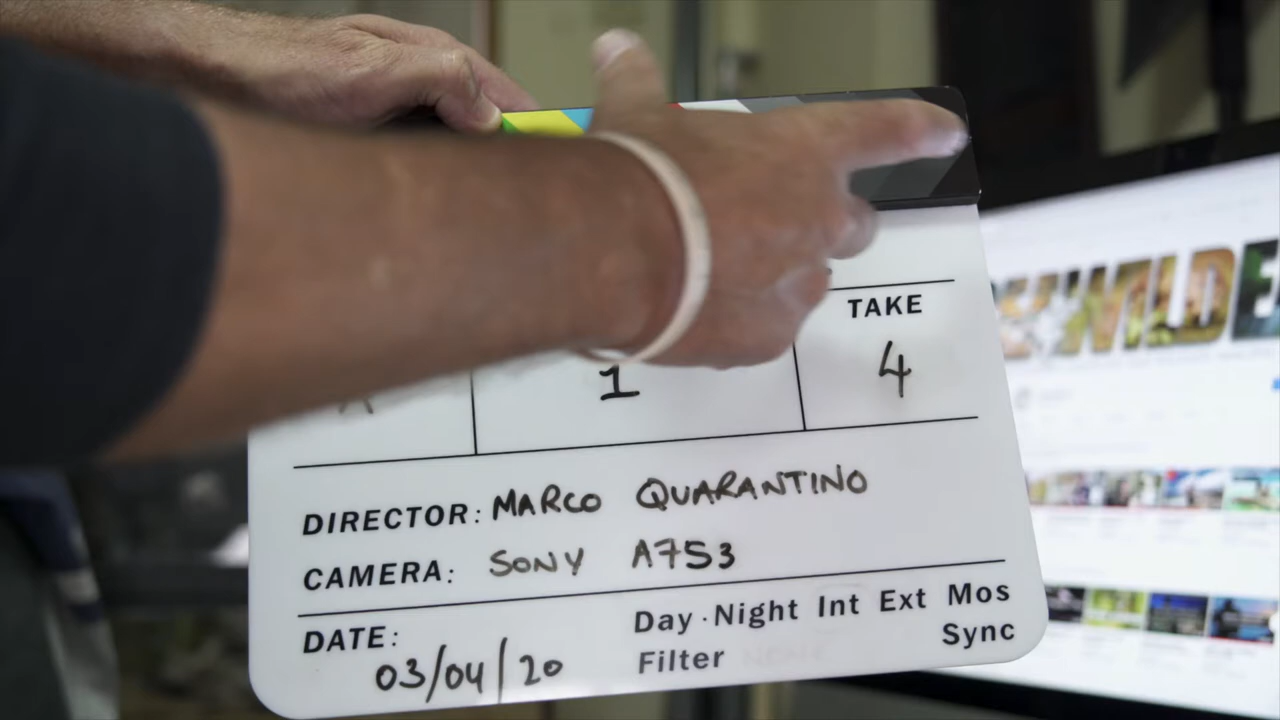 TAKE
1 4
DIRECTOR: MARCO QUARANTINO
CAMERA: SONY A7S3
DATE: 03/04/20
Day · Night Int Ext Mos
Filter Sync